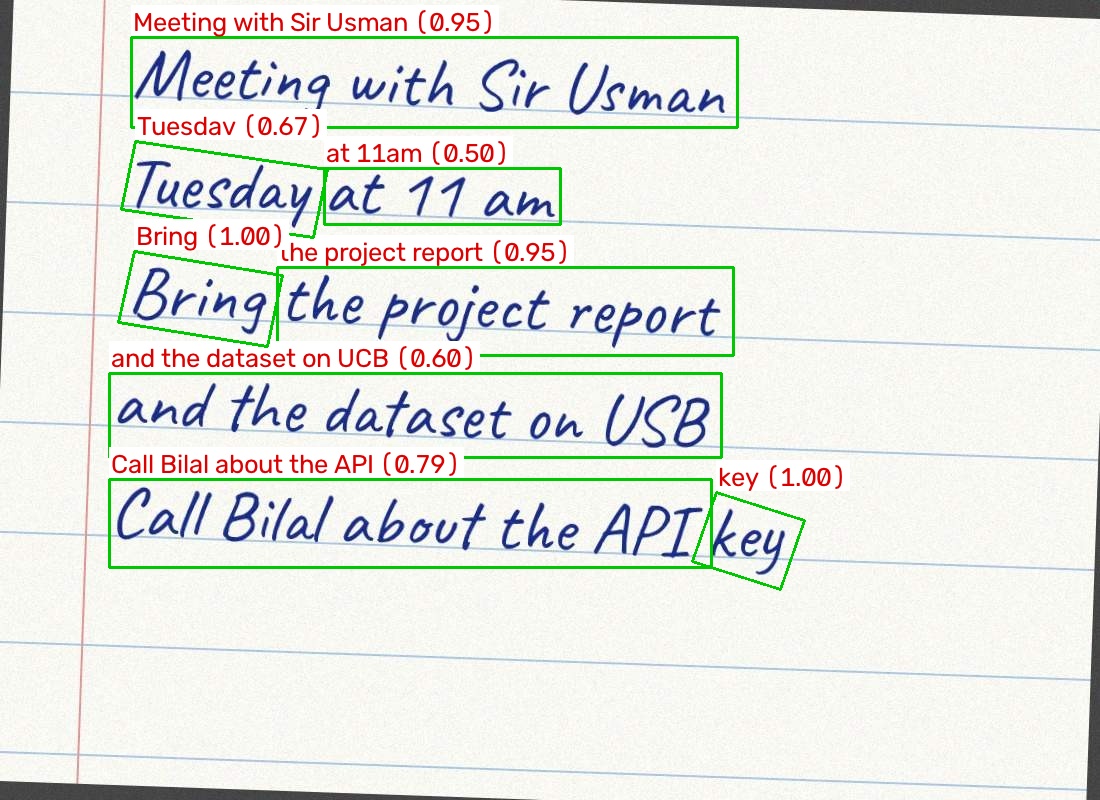 Meeting with Sir Usman (0.95)
Meeting with Sir Usman
Tuesdav (0.67)
at 11am (0.50)
Tuesday at 11 am
Bring (1.00)
the project report (0.95)
Bring the project report
and the dataset on UCB (0.60)
and the dataset on USB
Call Bilal about the API (0.79)
key (1.00)
Call Bilal about the API key